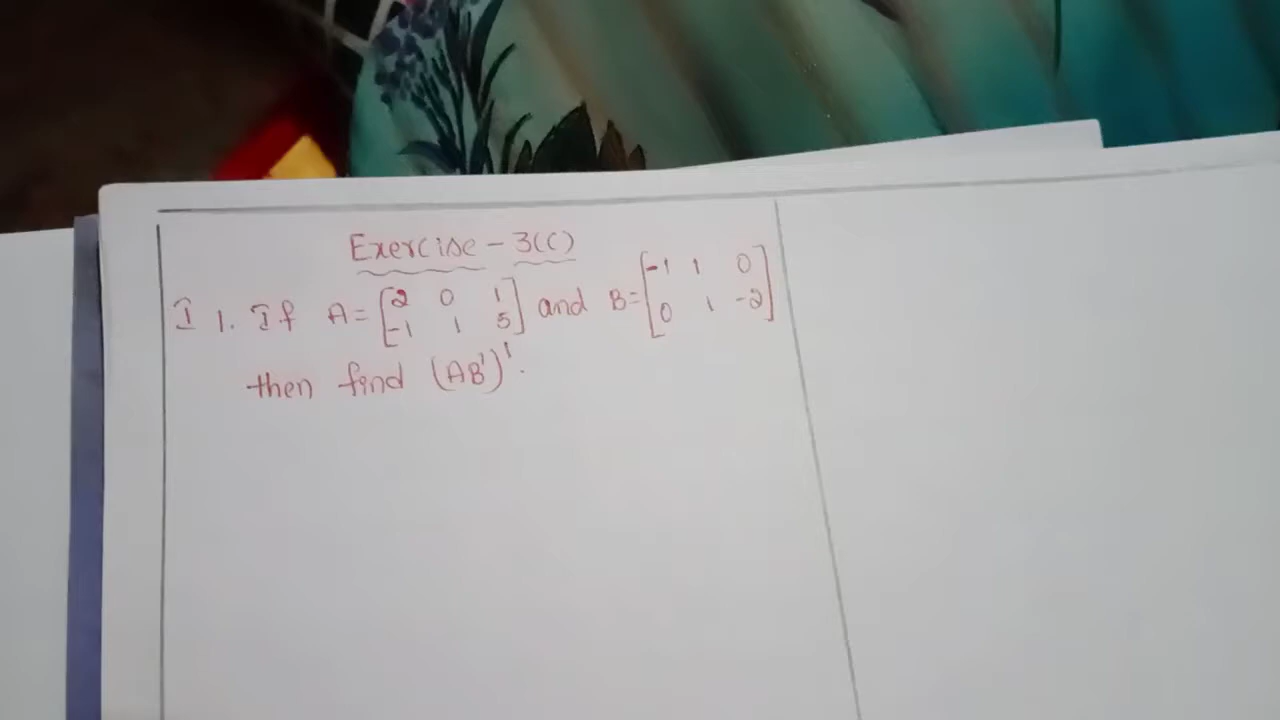 Exercise - 3(C)
I 1. If A = [2 0 1; -1 1 5] and B = [-1 1 0; 0 1 -2]
then find (AB')'.